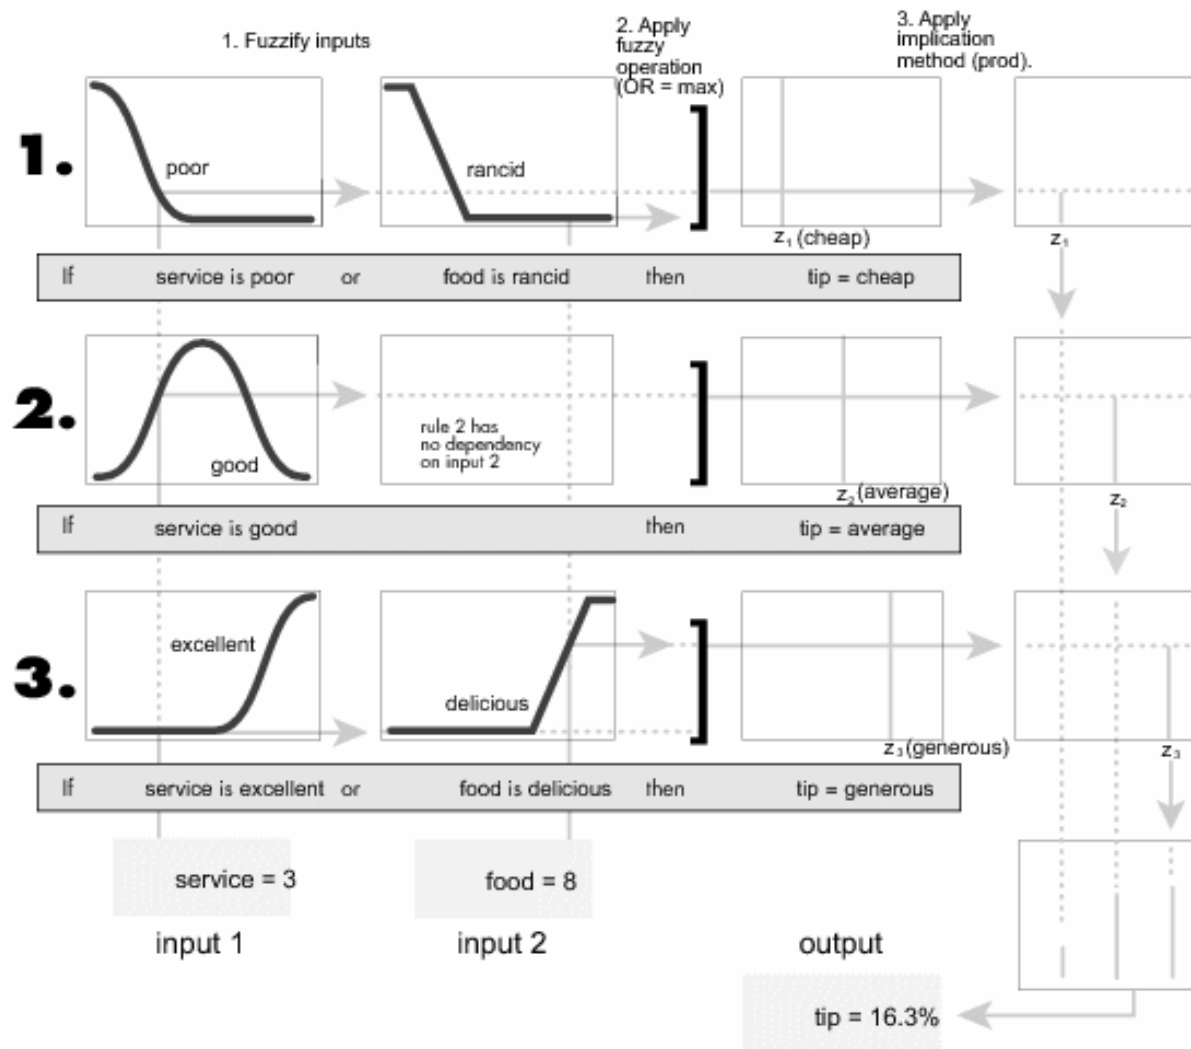 1. Fuzzify inputs
2. Apply
fuzzy
operation
(OR = max)
3. Apply
implication
method (prod).
1.
poor
rancid
z₁ (cheap)
z₁
If service is poor or food is rancid then tip = cheap
2.
good
rule 2 has
no dependency
on input 2
z₂ (average)
z₂
If service is good then tip = average
3.
excellent
delicious
z₃ (generous)
z₃
If service is excellent or food is delicious then tip = generous
service = 3
food = 8
input 1
input 2
output
tip = 16.3%